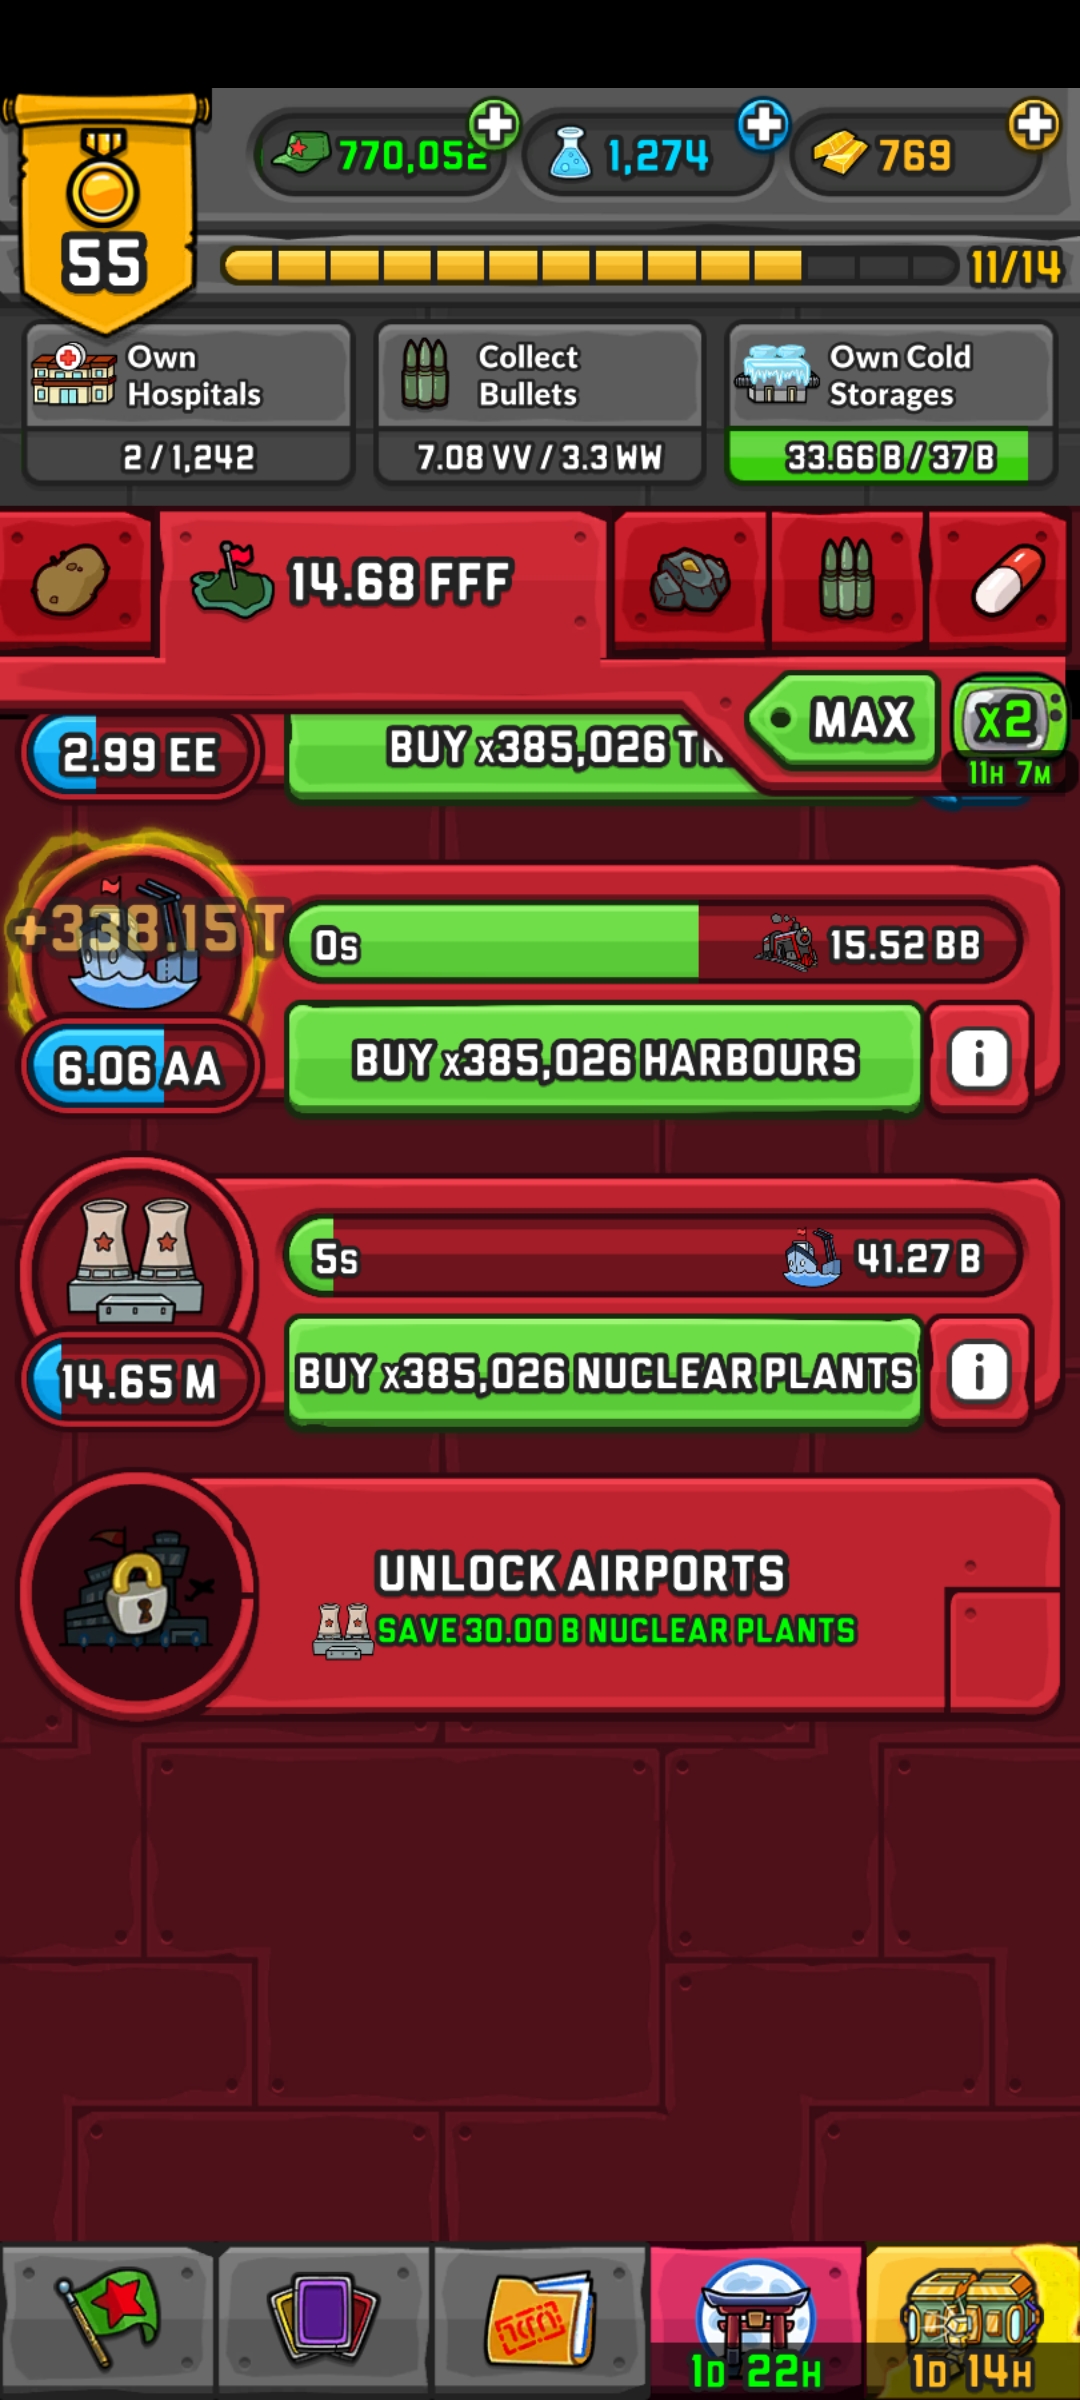 770,052
1,274
769
55
11/14
Own
Hospitals
2 / 1,242
Collect
Bullets
7.08 VV / 3.3 WW
Own Cold
Storages
33.66 B / 37 B
14.68 FFF
MAX
x2
11H 7M
2.99 EE
BUY x385,026
+338.15 T
0s
15.52 BB
6.06 AA
BUY x385,026 HARBOURS
i
5s
41.27 B
14.65 M
BUY x385,026 NUCLEAR PLANTS
i
UNLOCK AIRPORTS
SAVE 30.00 B NUCLEAR PLANTS
1D 22H
1D 14H